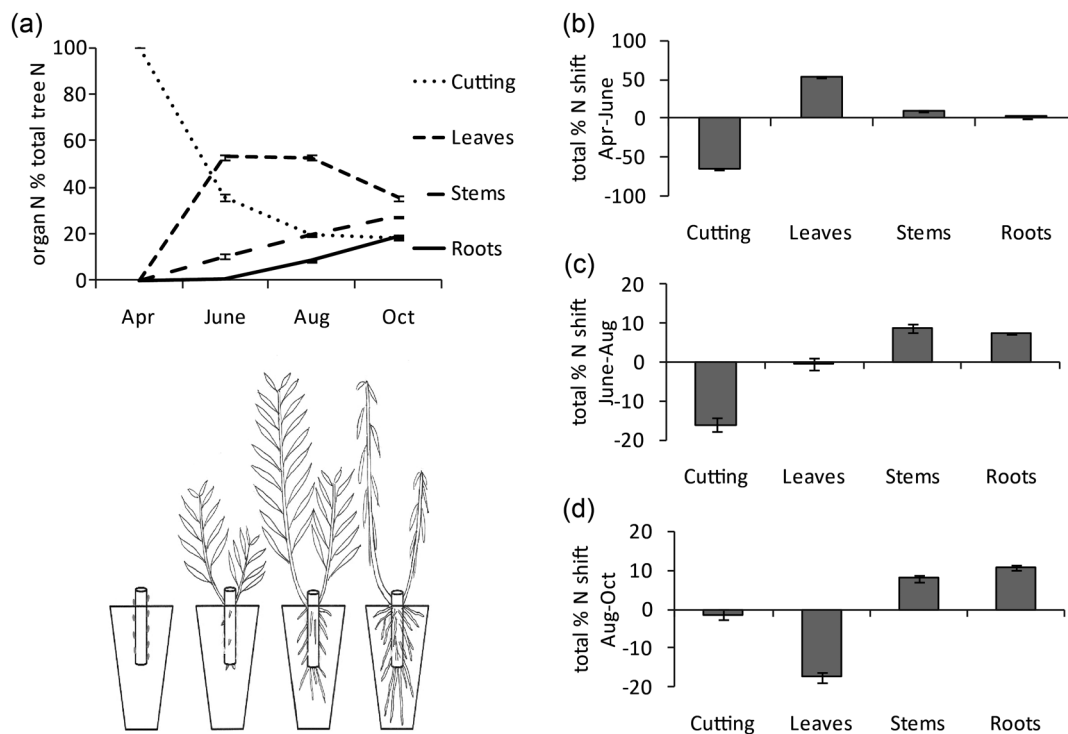 (a)
organ N % total tree N
100
80
60
40
20
0
Apr June Aug Oct
Cutting
Leaves
Stems
Roots
(b)
total % N shift
Apr-June
100
50
0
-50
-100
Cutting Leaves Stems Roots
(c)
total % N shift
June-Aug
20
10
0
-10
-20
Cutting Leaves Stems Roots
(d)
total % N shift
Aug-Oct
20
10
0
-10
-20
Cutting Leaves Stems Roots